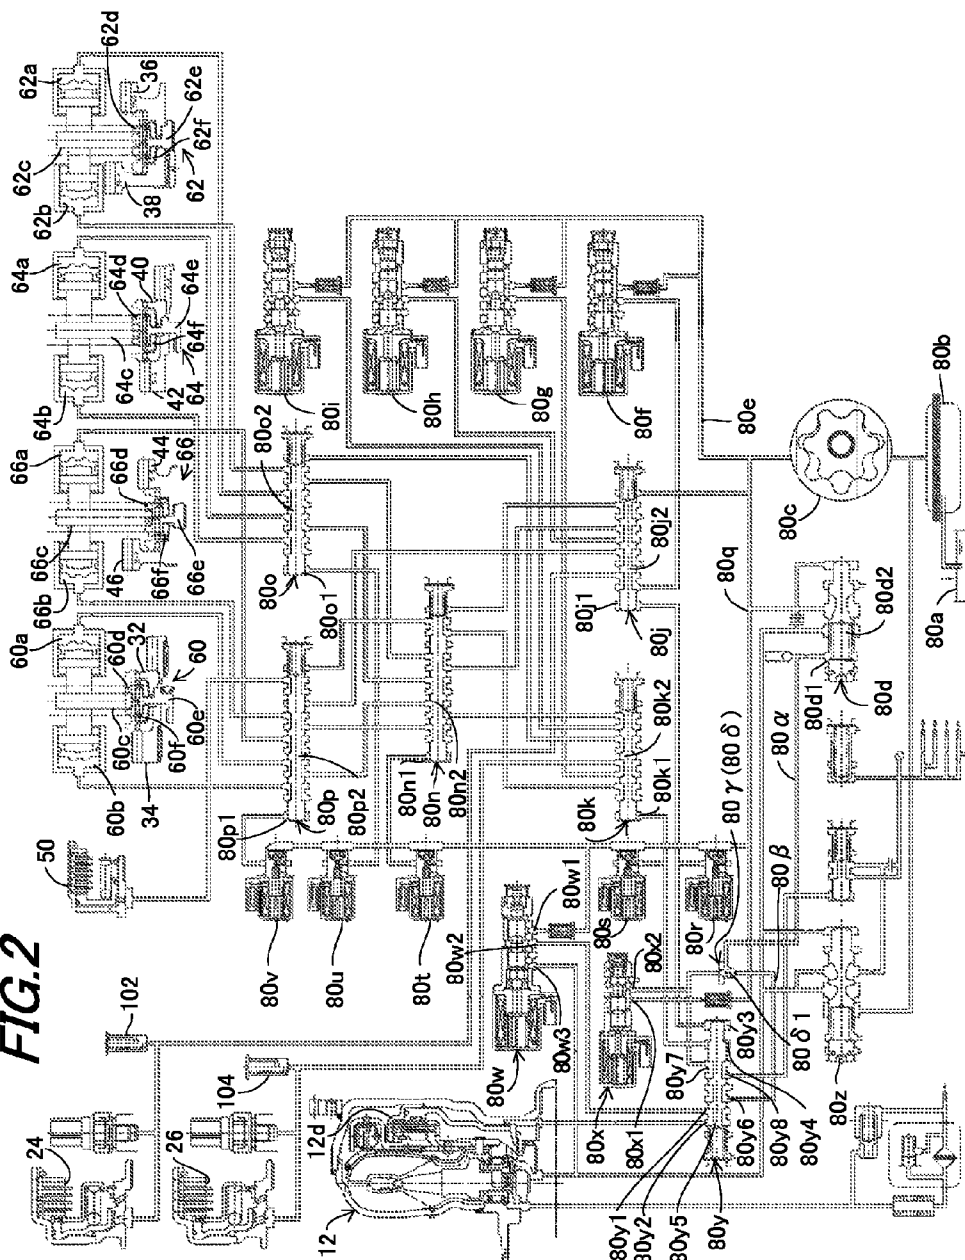 FIG.2
62d
62a
36
62e
62f
62c
62
38
62b
64a
64d
40
64e
64f
64
64c
42
64b
66a
44
66
66d
66c
66f
66e
46
66b
60a
60d
32
60
60c
60e
60f
34
60b
50
80p1
80p
80p2
80o2
80o
80o1
80n1
80n
80n2
80i
80h
80g
80f
80e
80j2
80j1
80j
80k2
80k1
80k
80v
80u
80t
80s
80r
80w1
80w2
80w3
80w
80x2
80x
80x1
102
104
24
26
12d
12
80c
80b
80a
80q
80d2
80d1
80d
80α
80γ(80δ)
80β
80δ1
80z
80y7
80y3
80y6
80y8
80y4
80y1
80y2
80y5
80y